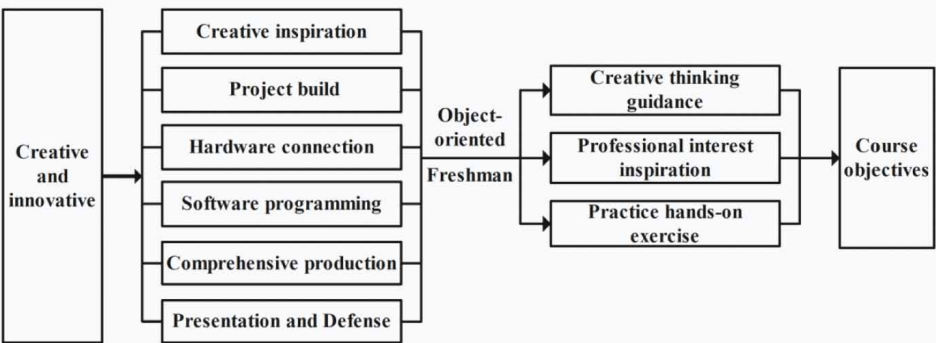 Creative
and
innovative
Creative inspiration
Project build
Hardware connection
Software programming
Comprehensive production
Presentation and Defense
Object-
oriented
Freshman
Creative thinking
guidance
Professional interest
inspiration
Practice hands-on
exercise
Course
objectives